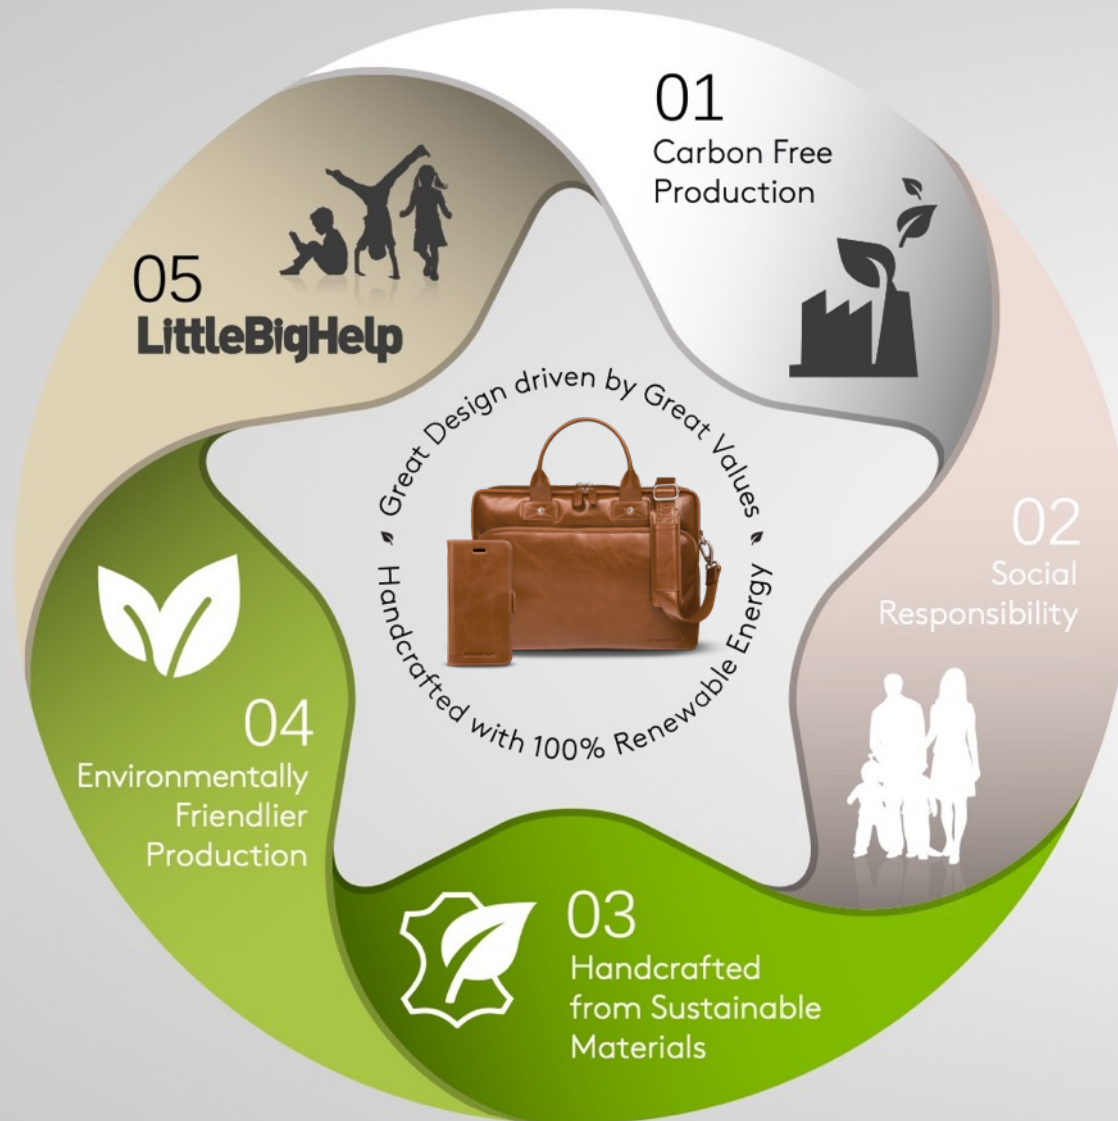 01
Carbon Free
Production
02
Social
Responsibility
03
Handcrafted
from Sustainable
Materials
04
Environmentally
Friendlier
Production
05
LittleBigHelp
Great Design driven by Great Values
Handcrafted with 100% Renewable Energy